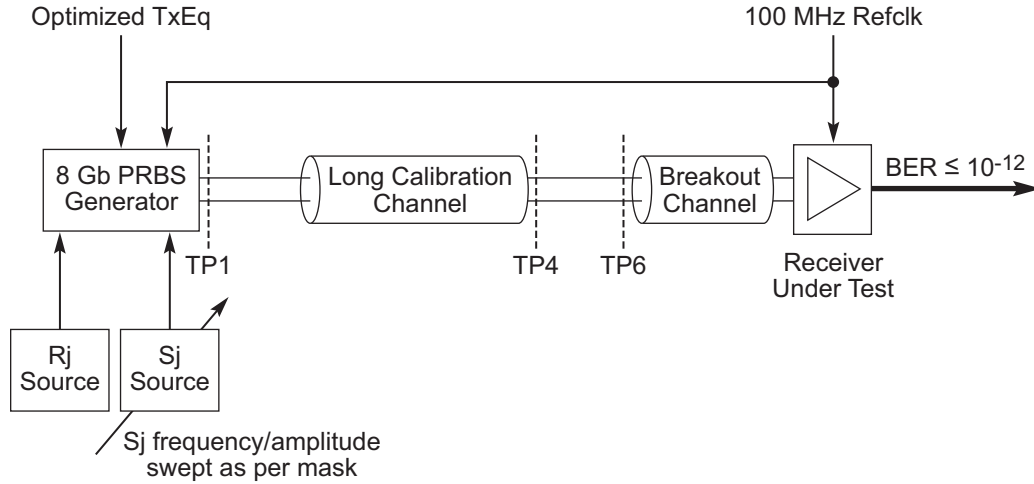 Optimized TxEq
100 MHz Refclk
8 Gb PRBS
Generator
Long Calibration
Channel
Breakout
Channel
BER ≤ 10-12
TP1
TP4
TP6
Receiver
Under Test
Rj
Source
Sj
Source
Sj frequency/amplitude
swept as per mask